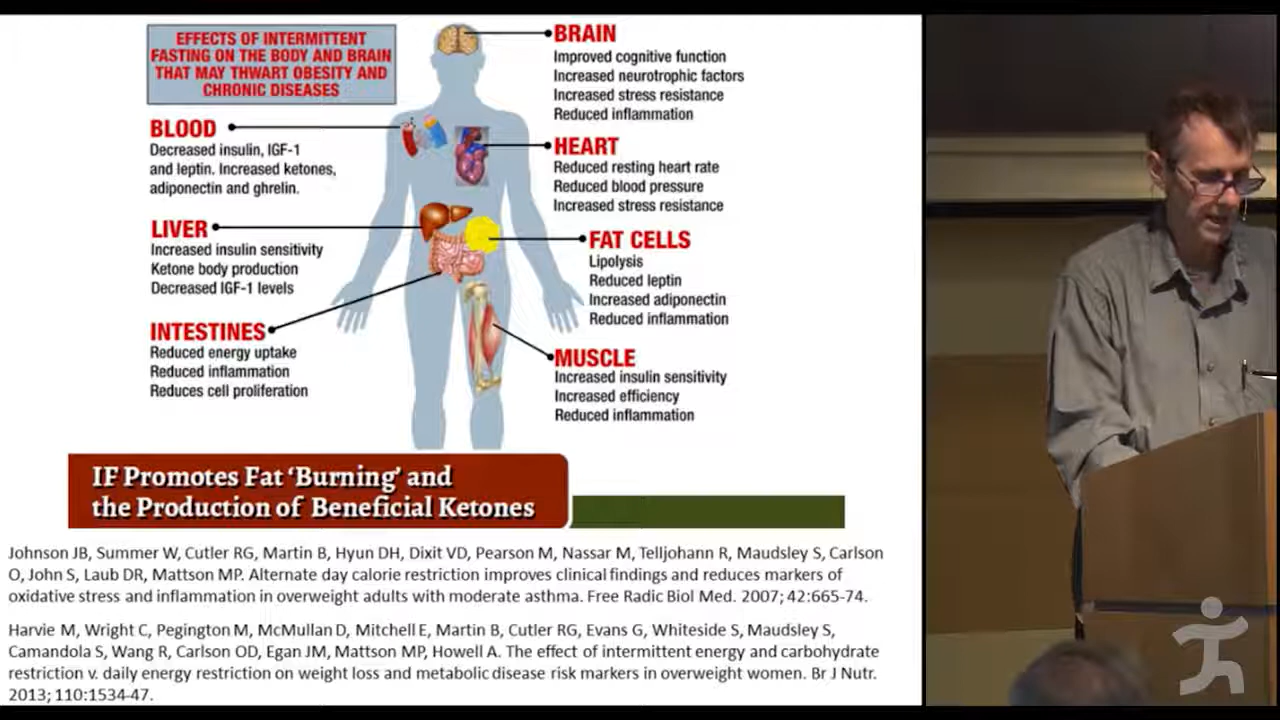 EFFECTS OF INTERMITTENT
FASTING ON THE BODY AND BRAIN
THAT MAY THWART OBESITY AND
CHRONIC DISEASES
BRAIN
Improved cognitive function
Increased neurotrophic factors
Increased stress resistance
Reduced inflammation
BLOOD
Decreased insulin, IGF-1
and leptin. Increased ketones,
adiponectin and ghrelin.
HEART
Reduced resting heart rate
Reduced blood pressure
Increased stress resistance
LIVER
Increased insulin sensitivity
Ketone body production
Decreased IGF-1 levels
FAT CELLS
Lipolysis
Reduced leptin
Increased adiponectin
Reduced inflammation
INTESTINES
Reduced energy uptake
Reduced inflammation
Reduces cell proliferation
MUSCLE
Increased insulin sensitivity
Increased efficiency
Reduced inflammation
IF Promotes Fat ‘Burning’ and
the Production of Beneficial Ketones
Johnson JB, Summer W, Cutler RG, Martin B, Hyun DH, Dixit VD, Pearson M, Nassar M, Telljohann R, Maudsley S, Carlson
O, John S, Laub DR, Mattson MP. Alternate day calorie restriction improves clinical findings and reduces markers of
oxidative stress and inflammation in overweight adults with moderate asthma. Free Radic Biol Med. 2007; 42:665-74.
Harvie M, Wright C, Pegington M, McMullan D, Mitchell E, Martin B, Cutler RG, Evans G, Whiteside S, Maudsley S,
Camandola S, Wang R, Carlson OD, Egan JM, Mattson MP, Howell A. The effect of intermittent energy and carbohydrate
restriction v. daily energy restriction on weight loss and metabolic disease risk markers in overweight women. Br J Nutr.
2013; 110:1534-47.